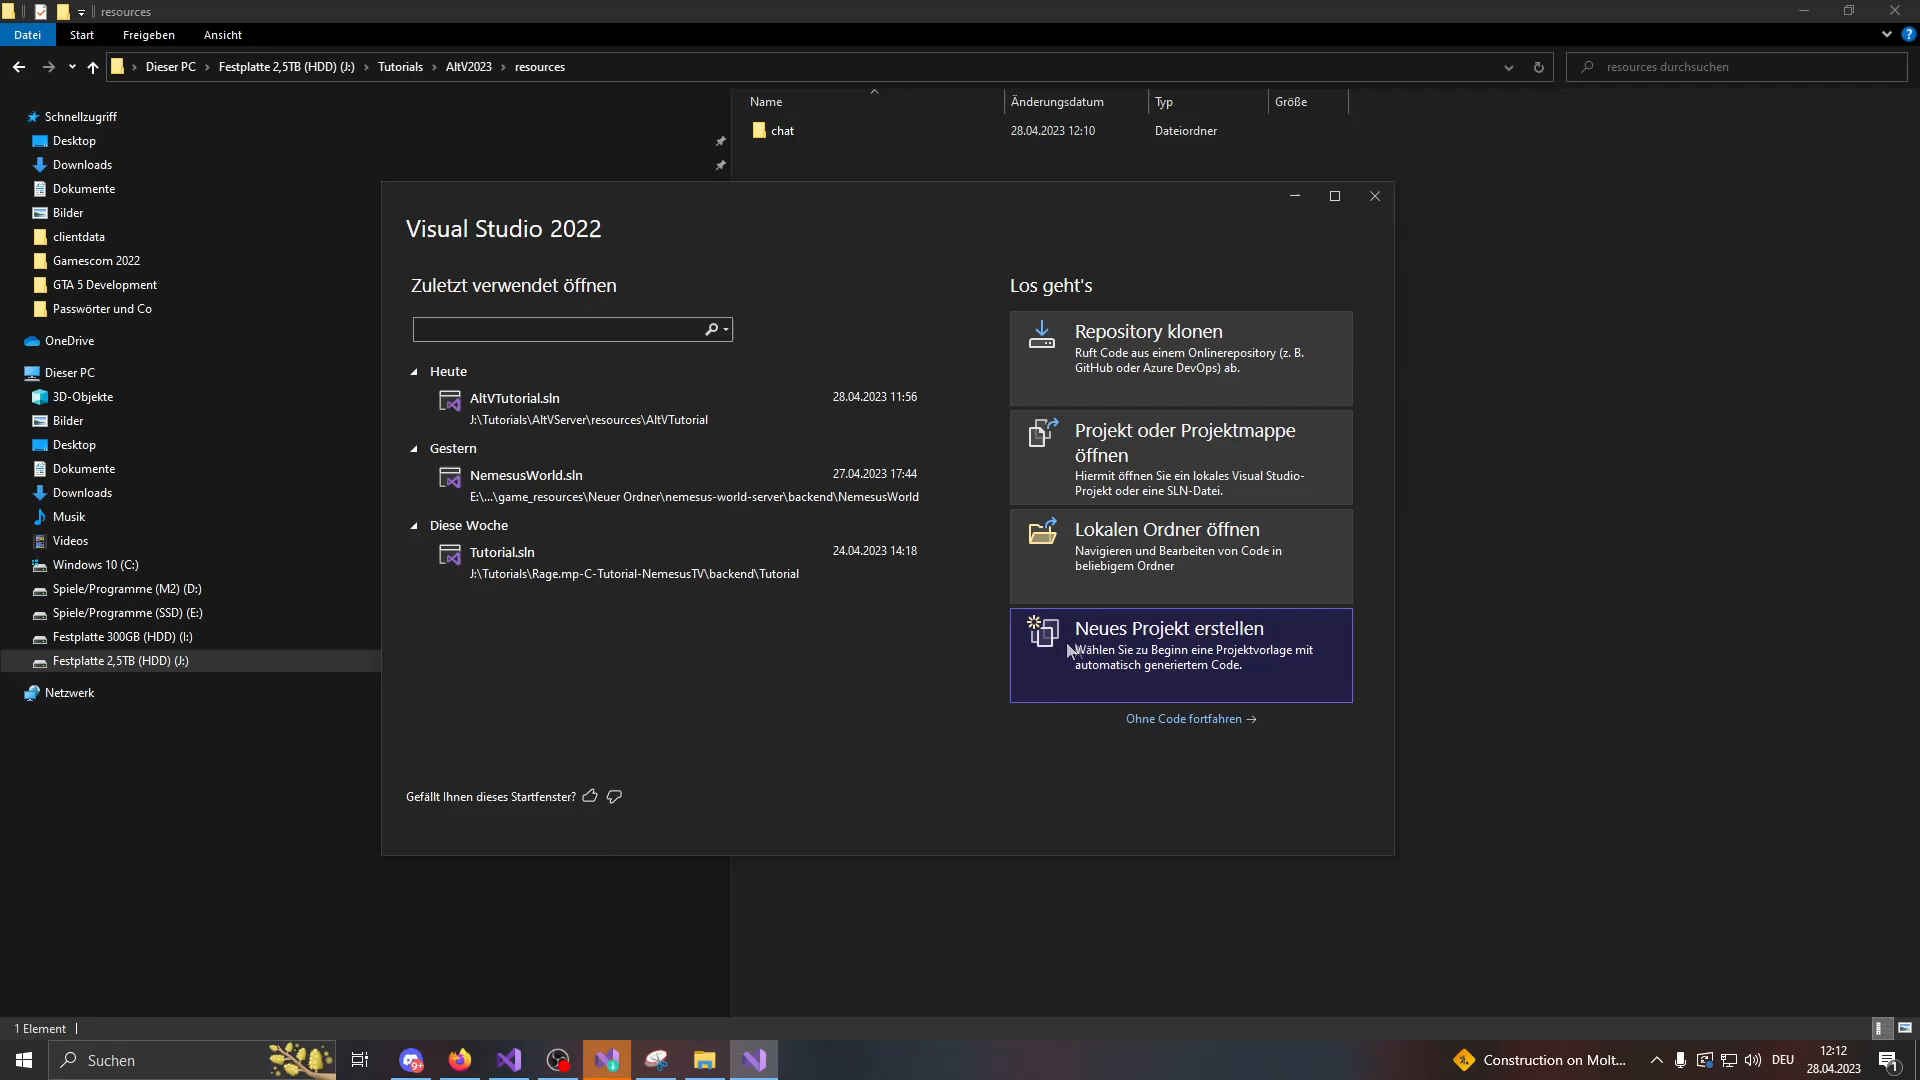 resources
Datei Start Freigeben Ansicht
Dieser PC Festplatte 2,5TB (HDD) (J:) Tutorials AltV2023 resources
resources durchsuchen
Schnellzugriff
Desktop
Downloads
Dokumente
Bilder
clientdata
Gamescom 2022
GTA 5 Development
Passwörter und Co
OneDrive
Dieser PC
3D-Objekte
Bilder
Desktop
Dokumente
Downloads
Musik
Videos
Windows 10 (C:)
Spiele/Programme (M2) (D:)
Spiele/Programme (SSD) (E:)
Festplatte 300GB (HDD) (I:)
Festplatte 2,5TB (HDD) (J:)
Netzwerk
Name Änderungsdatum Typ Größe
chat 28.04.2023 12:10 Dateiordner
Visual Studio 2022
Zuletzt verwendet öffnen
Heute
AltVTutorial.sln 28.04.2023 11:56
J:\Tutorials\AltVServer\resources\AltVTutorial
Gestern
NemesusWorld.sln 27.04.2023 17:44
E:\...\game_resources\Neuer Ordner\nemesus-world-server\backend\NemesusWorld
Diese Woche
Tutorial.sln 24.04.2023 14:18
J:\Tutorials\Rage.mp-C-Tutorial-NemesusTV\backend\Tutorial
Gefällt Ihnen dieses Startfenster?
Los geht's
Repository klonen
Ruft Code aus einem Onlinerepository (z. B.
GitHub oder Azure DevOps) ab.
Projekt oder Projektmappe
öffnen
Hiermit öffnen Sie ein lokales Visual Studio-
Projekt oder eine SLN-Datei.
Lokalen Ordner öffnen
Navigieren und Bearbeiten von Code in
beliebigem Ordner
Neues Projekt erstellen
Wählen Sie zu Beginn eine Projektvorlage mit
automatisch generiertem Code.
Ohne Code fortfahren →
1 Element
Suchen
9+
Construction on Molt...
DEU
12:12
28.04.2023
1